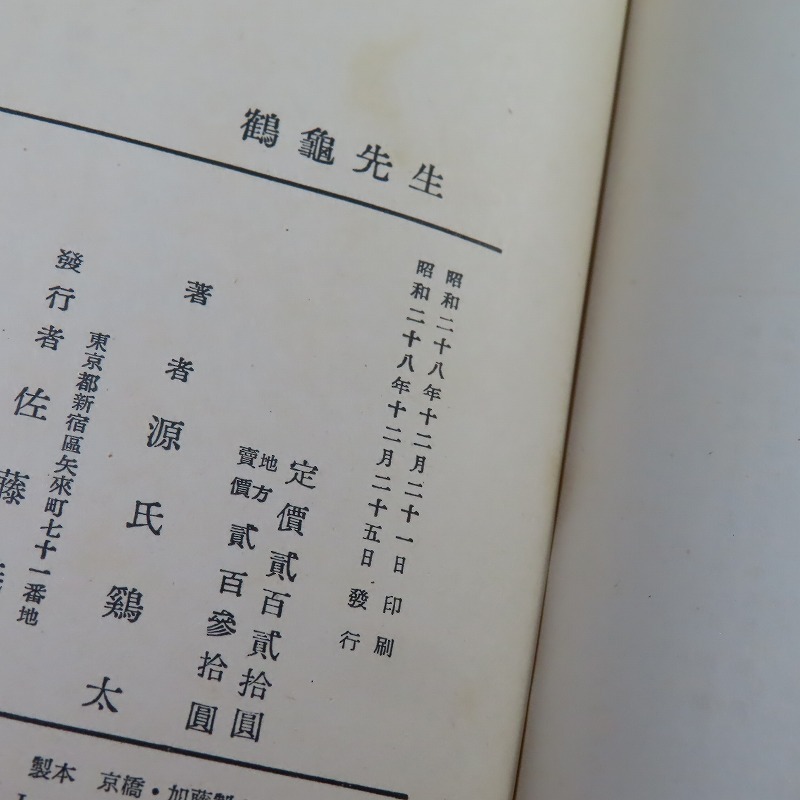 鶴龜先生
昭和二十八年十二月二十一日 印刷
昭和二十八年十二月二十五日 發行
定價貳百貳拾圓
地方賣價貳百參拾圓
著者 源氏鷄太
東京都新宿區矢來町七十一番地
發行者 佐藤
製本 京橋・加藤製